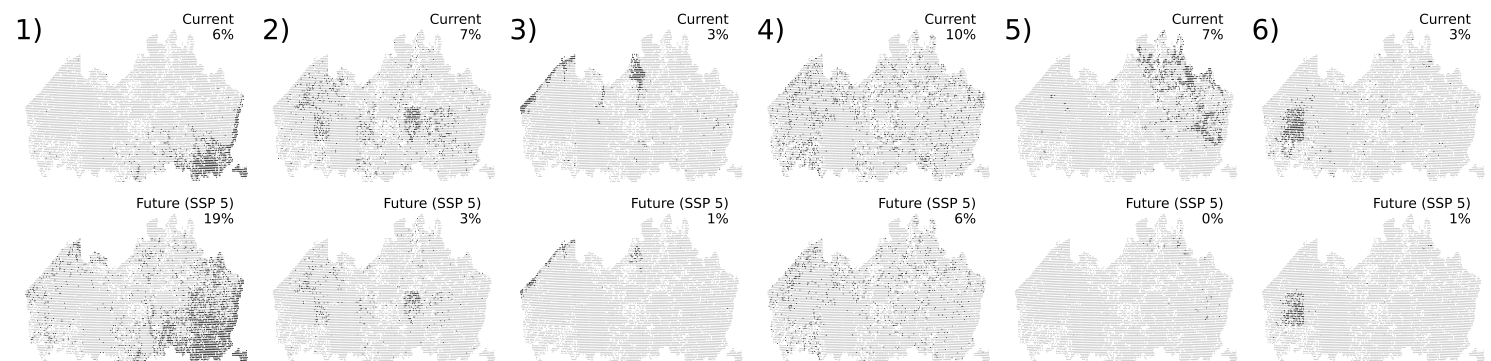 1)
Current
6%
2)
Current
7%
3)
Current
3%
4)
Current
10%
5)
Current
7%
6)
Current
3%
Future (SSP 5)
19%
Future (SSP 5)
3%
Future (SSP 5)
1%
Future (SSP 5)
6%
Future (SSP 5)
0%
Future (SSP 5)
1%